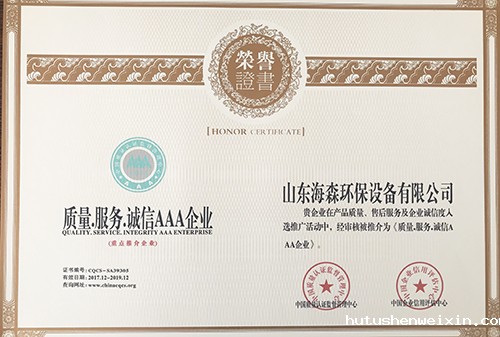 榮譽
證書
HONOR CERTIFICATE
质量.服务.诚信AAA企业
QUALITY. SERVICE. INTEGRITY AAA ENTERPRISE
(重点推介企业)
证书编号: CQCS-SA39305
有效日期: 2017.12-2019.12
查询网址: www.chinacqcs.org
山东海森环保设备有限公司
贵企业在产品质量、售后服务及企业诚信度入
选推广活动中, 经审核被推介为《质量.服务.诚信A
AA企业》。
中国质量认证监督管理中心
中国企业信用评估中心
hutushenweixin.com